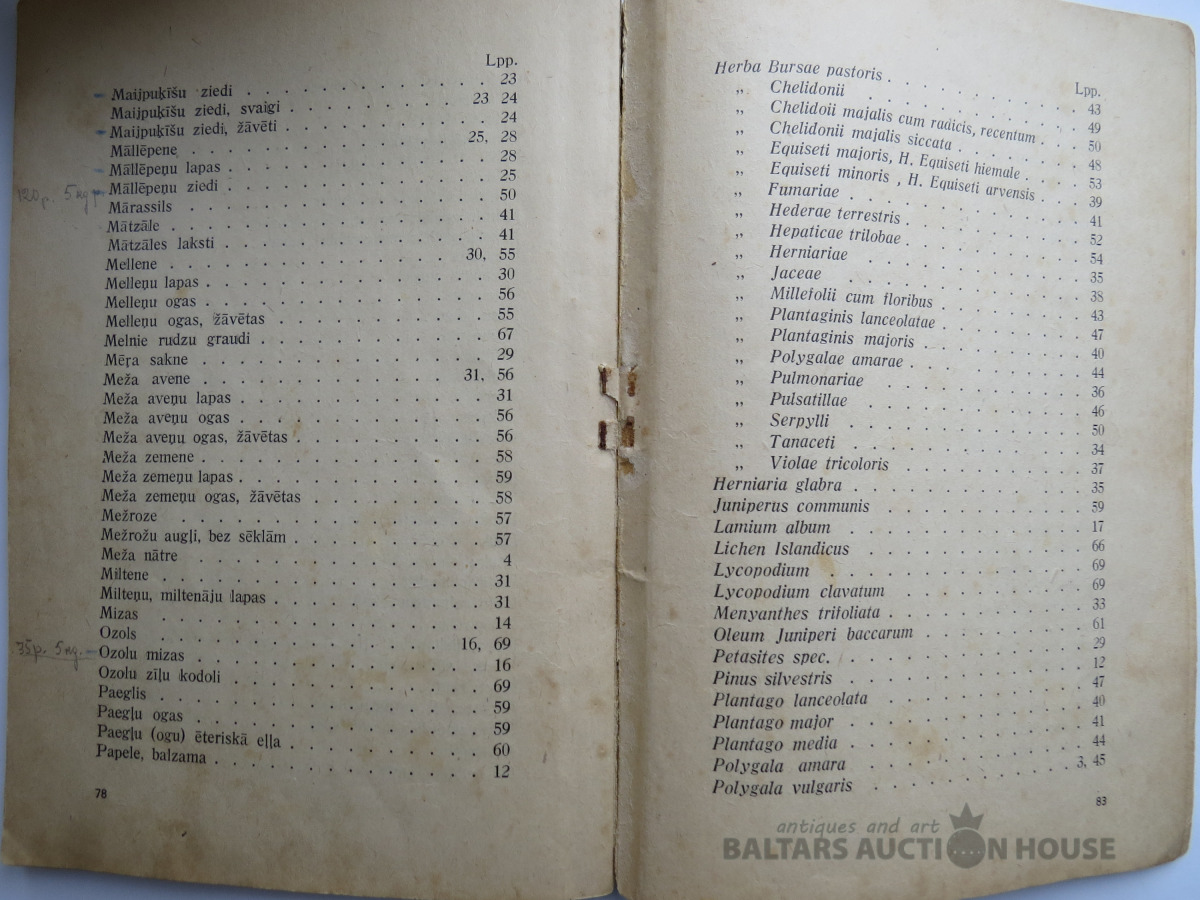 Lpp.
Maijpuķīšu ziedi . . . 23
Maijpuķīšu ziedi, svaigi . . . 23 24
Maijpuķīšu ziedi, žāvēti . . . 24
Māllēpene . . . 25, 28
Māllēpeņu lapas . . . 28
120р. 5кг Māllēpeņu ziedi . . . 25
Mārassils . . . 50
Mātzāle . . . 41
Mātzāles laksti . . . 41
Mellene . . . 30, 55
Melleņu lapas . . . 30
Melleņu ogas . . . 56
Melleņu ogas, žāvētas . . . 55
Melnie rudzu graudi . . . 67
Mēŗa sakne . . . 29
Meža avene . . . 31, 56
Meža aveņu lapas . . . 31
Meža aveņu ogas . . . 56
Meža aveņu ogas, žāvētas . . . 56
Meža zemene . . . 58
Meža zemeņu lapas . . . 59
Meža zemeņu ogas, žāvētas . . . 58
Mežroze . . . 57
Mežrožu augļi, bez sēklām . . . 57
Meža nātre . . . 4
Miltene . . . 31
Milteņu, miltenāju lapas . . . 31
Mizas . . . 14
Ozols . . . 16, 69
35р. 5кг. Ozolu mizas . . . 16
Ozolu zīļu kodoli . . . 69
Paeglis . . . 59
Paegļu ogas . . . 59
Paegļu (ogu) ēteriskā eļļa . . . 60
Papele, balzama . . . 12
78
Lpp.
Herba Bursae pastoris . . . 43
„ Chelidonii . . . 49
„ Chelidoii majalis cum radicis, recentum . . . 50
„ Chelidonii majalis siccata . . . 48
„ Equiseti majoris, H. Equiseti hiemale . . . 53
„ Equiseti minoris , H. Equiseti arvensis . . . 39
„ Fumariae . . . 41
„ Hederae terrestris . . . 52
„ Hepaticae trilobae . . . 54
„ Herniariae . . . 35
„ Jaceae . . . 38
„ Millefolii cum floribus . . . 43
„ Plantaginis lanceolatae . . . 47
„ Plantaginis majoris . . . 40
„ Polygalae amarae . . . 44
„ Pulmonariae . . . 36
„ Pulsatillae . . . 46
„ Serpylli . . . 50
„ Tanaceti . . . 34
„ Violae tricoloris . . . 37
Herniaria glabra . . . 35
Juniperus communis . . . 59
Lamium album . . . 17
Lichen Islandicus . . . 66
Lycopodium . . . 69
Lycopodium clavatum . . . 69
Menyanthes trifoliata . . . 33
Oleum Juniperi baccarum . . . 61
Petasites spec. . . . 29
Pinus silvestris . . . 12
Plantago lanceolata . . . 47
Plantago major . . . 40
Plantago media . . . 41
Polygala amara . . . 44
Polygala vulgaris . . . 3, 45
83
antiques and art
BALTARS AUCTION HOUSE